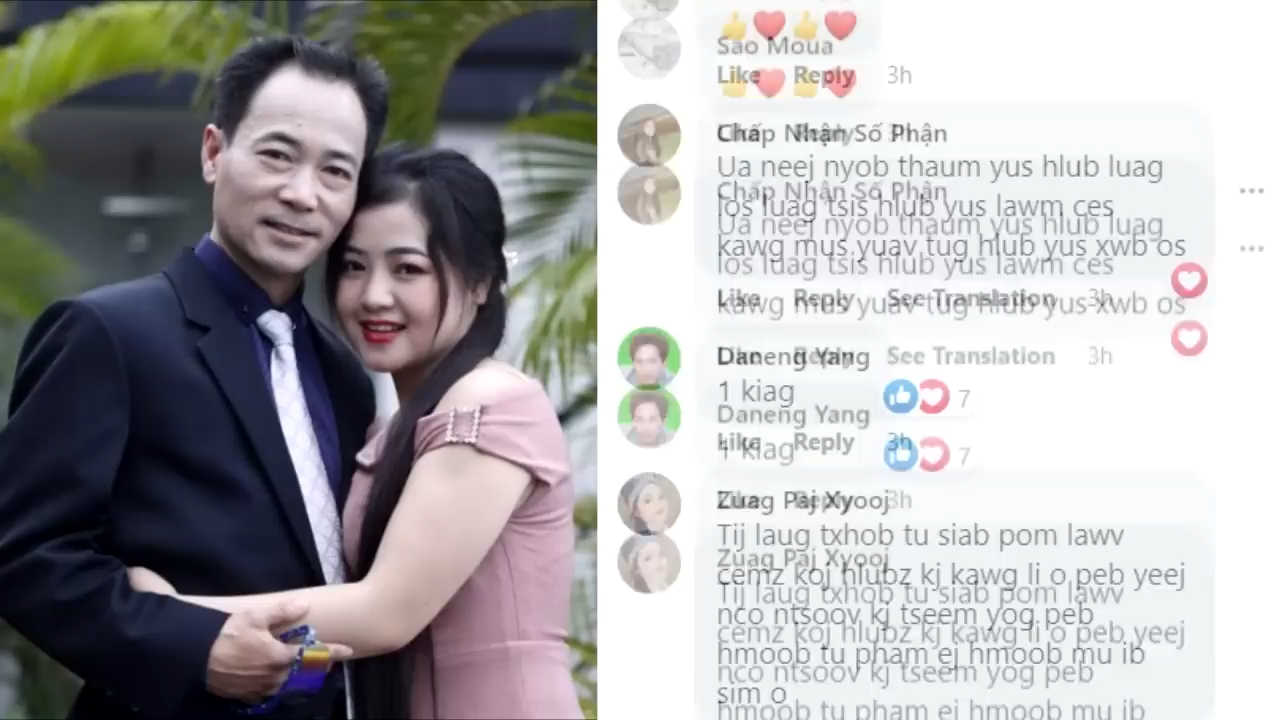 Sao Moua
Like Reply 3h
Chấp Nhận Số Phận
Ua neej nyob thaum yus hlub luag
los luag tsis hlub yus lawm ces
kawg mus yuav tug hlub yus xwb os
Like Reply See Translation 3h
Daneng Yang
1 kiag
7
Like Reply 3h
Zuag Paj Xyooj
Tij laug txhob tu siab pom lawv
cemz koj hlubz kj kawg li o peb yeej
nco ntsoov kj tseem yog peb
hmoob tu pham ej hmoob mu ib
sim o